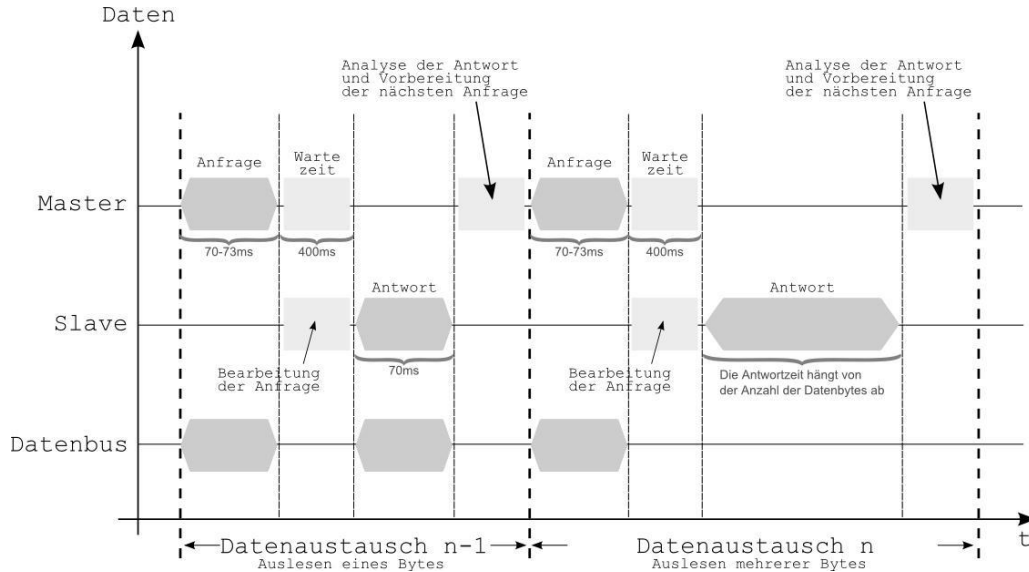 Daten
Analyse der Antwort
und Vorbereitung
der nächsten Anfrage
Analyse der Antwort
und Vorbereitung
der nächsten Anfrage
Anfrage
Warte
zeit
Anfrage
Warte
zeit
Master
70-73ms
400ms
70-73ms
400ms
Antwort
Antwort
Slave
Bearbeitung
der Anfrage
70ms
Bearbeitung
der Anfrage
Die Antwortzeit hängt von
der Anzahl der Datenbytes ab
Datenbus
t
Datenaustausch n-1
Auslesen eines Bytes
Datenaustausch n
Auslesen mehrerer Bytes